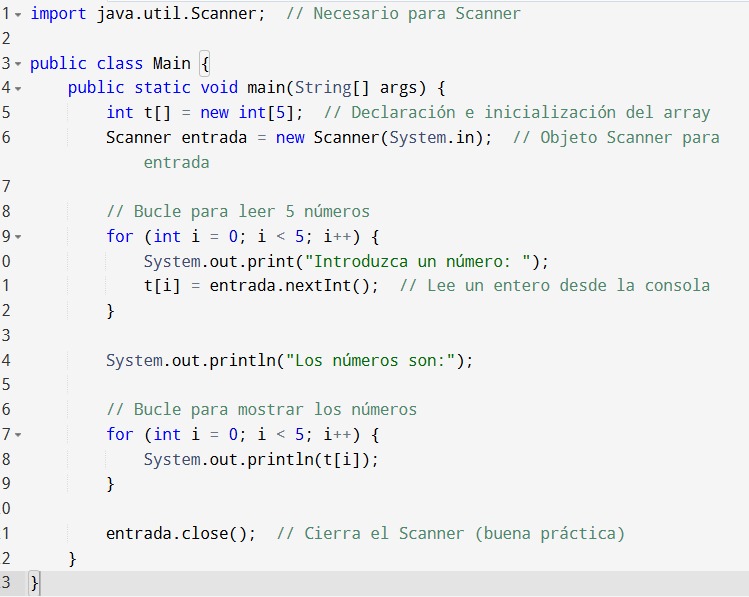 1 import java.util.Scanner;  // Necesario para Scanner
2
3 public class Main {
4     public static void main(String[] args) {
5         int t[] = new int[5];  // Declaración e inicialización del array
6         Scanner entrada = new Scanner(System.in);  // Objeto Scanner para
            entrada
7
8         // Bucle para leer 5 números
9         for (int i = 0; i < 5; i++) {
0             System.out.print("Introduzca un número: ");
1             t[i] = entrada.nextInt();  // Lee un entero desde la consola
2         }
3
4         System.out.println("Los números son:");
5
6         // Bucle para mostrar los números
7         for (int i = 0; i < 5; i++) {
8             System.out.println(t[i]);
9         }
0
1         entrada.close();  // Cierra el Scanner (buena práctica)
2     }
3 }